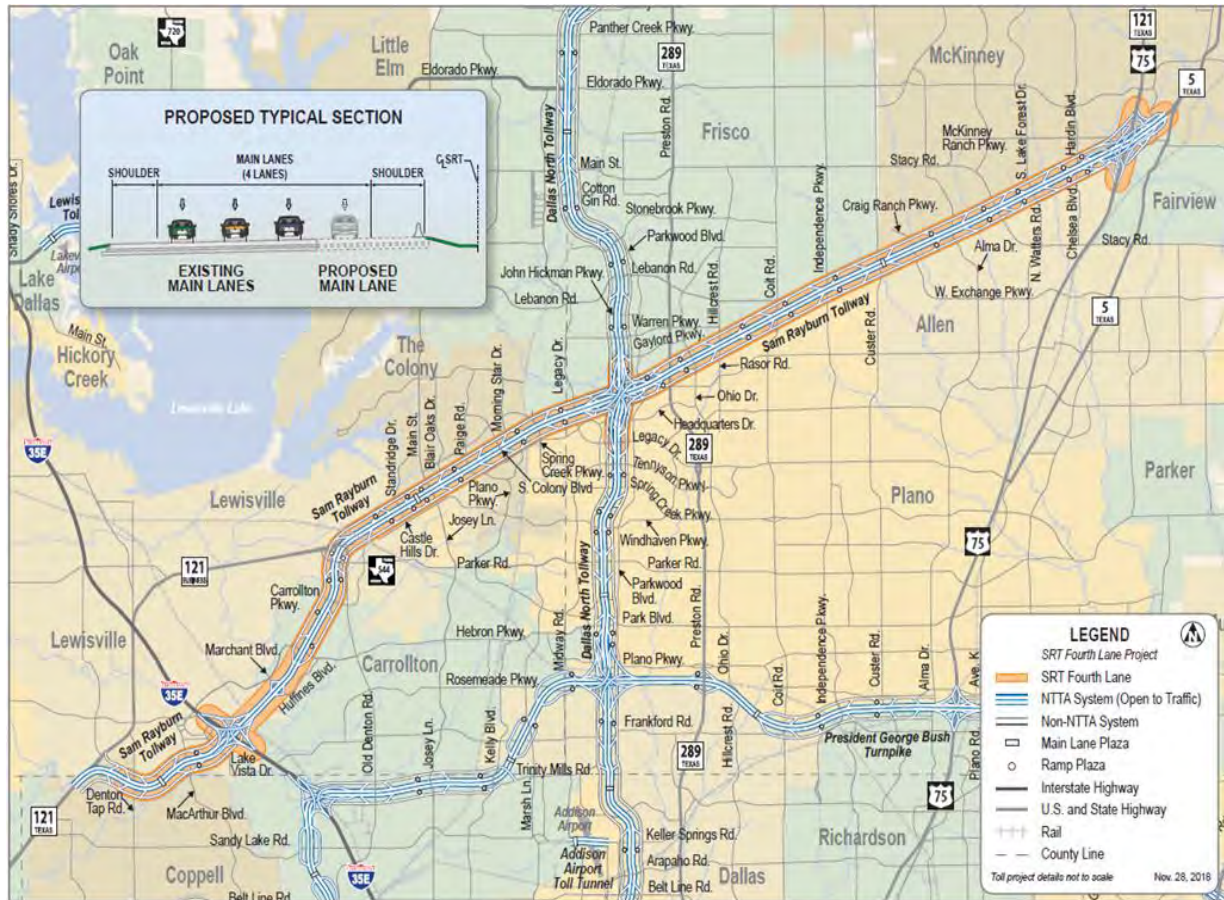 720
TEXAS
Oak
Point
Little
Elm
Eldorado Pkwy.
Panther Creek Pkwy.
289
TEXAS
Eldorado Pkwy.
Preston Rd.
McKinney
121
TEXAS
75
5
TEXAS
Frisco
Dallas North Tollway
Main St.
Cotton
Gin Rd.
Stonebrook Pkwy.
Parkwood Blvd.
Lebanon Rd.
John Hickman Pkwy.
Lebanon Rd.
Warren Pkwy.
Gaylord Pkwy.
Hillcrest Rd.
Coit Rd.
Independence Pkwy.
Craig Ranch Pkwy.
Stacy Rd.
McKinney
Ranch Pkwy.
S. Lake Forest Dr.
Hardin Blvd.
Fairview
Alma Dr.
N. Watters Rd.
Chelsea Blvd.
Stacy Rd.
W. Exchange Pkwy.
Custer Rd.
Allen
5
TEXAS
Sam Rayburn Tollway
PROPOSED TYPICAL SECTION
SHOULDER
MAIN LANES
(4 LANES)
SHOULDER
SRT
EXISTING
MAIN LANES
PROPOSED
MAIN LANE
Shady Shores Dr.
Lake
Dallas
Main St.
Hickory
Creek
Lewisville Lake
The
Colony
35E
Legacy Dr.
Morning Star Dr.
Paige Rd.
Blair Oaks Dr.
Main St.
Standridge Dr.
Rasor Rd.
Ohio Dr.
Headquarters Dr.
Legacy Dr.
289
TEXAS
Tennyson Pkwy.
Spring Creek Pkwy.
Windhaven Pkwy.
Spring
Creek Pkwy.
S. Colony Blvd
Plano
Pkwy.
Josey Ln.
Castle
Hills Dr.
Parker Rd.
Lewisville
Sam Rayburn
Tollway
121
BUSINESS
544
Carrollton
Pkwy.
Plano
Parker
75
Parker Rd.
Parkwood
Blvd.
Park Blvd.
Dallas North Tollway
Midway Rd.
Hebron Pkwy.
Plano Pkwy.
Preston Rd.
Ohio Dr.
Lewisville
Marchant Blvd.
Huffines Blvd.
Carrollton
Rosemeade Pkwy.
35E
Sam Rayburn
Tollway
Lake
Vista Dr.
Denton
Tap Rd.
MacArthur Blvd.
121
TEXAS
Old Denton Rd.
Josey Ln.
Kelly Blvd.
Trinity Mills Rd.
Marsh Ln.
Frankford Rd.
Hillcrest Rd.
Coit Rd.
Independence Pkwy.
Custer Rd.
Alma Dr.
Ave. K
Plano Rd.
President George Bush
Turnpike
289
TEXAS
75
Sandy Lake Rd.
Coppell
Belt Line Rd.
35E
Addison
Airport
Addison
Airport
Toll Tunnel
Keller Springs Rd.
Arapaho Rd.
Belt Line Rd.
Dallas
Richardson
LEGEND
SRT Fourth Lane Project
SRT Fourth Lane
NTTA System (Open to Traffic)
Non-NTTA System
Main Lane Plaza
Ramp Plaza
Interstate Highway
U.S. and State Highway
Rail
County Line
Toll project details not to scale
Nov. 28, 2018